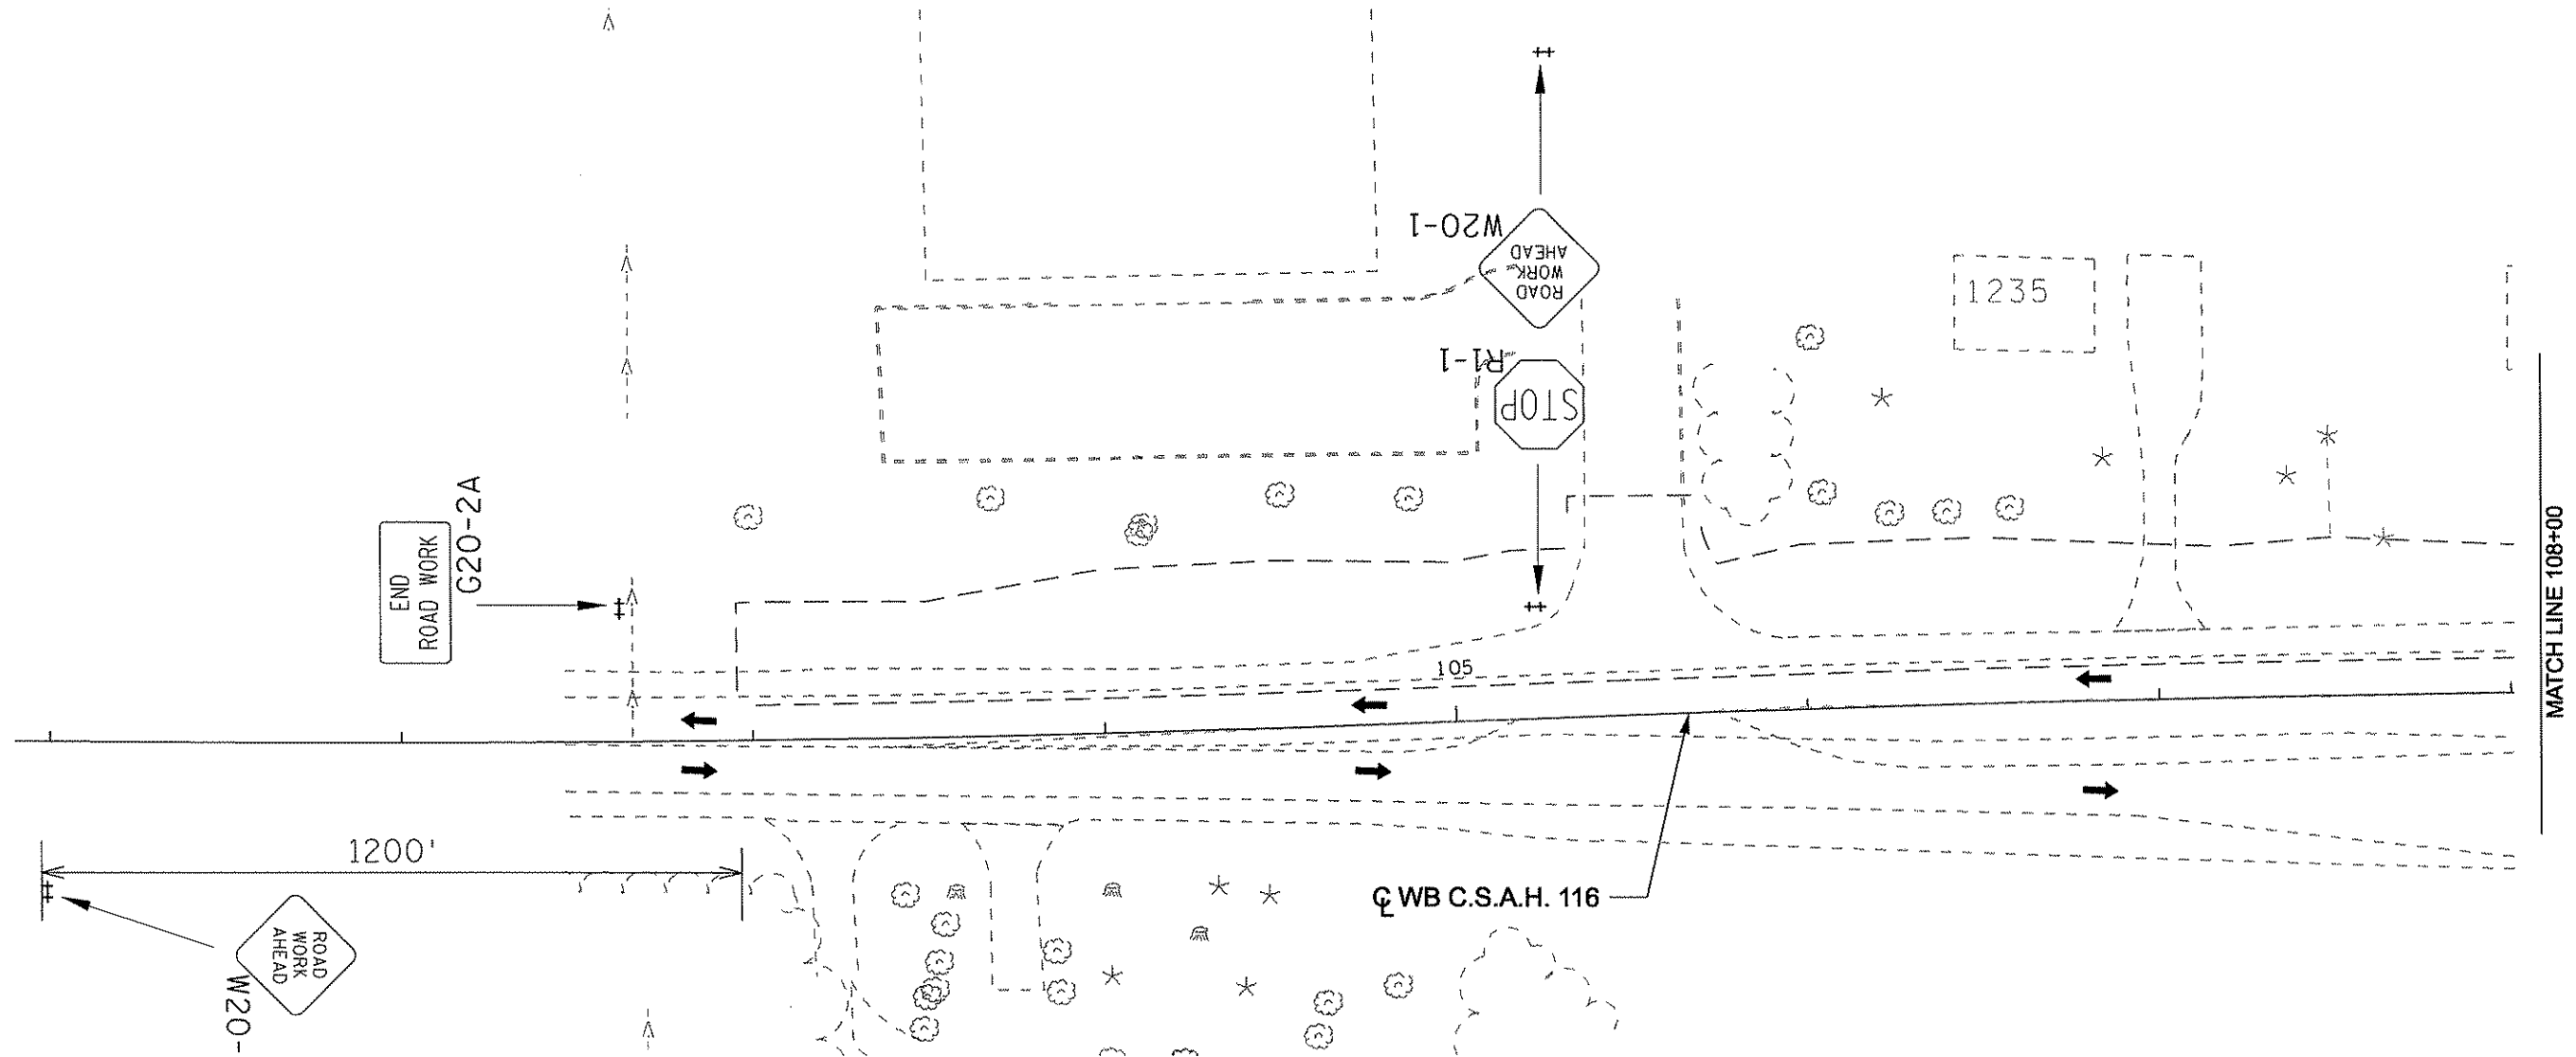 W20-1
ROAD
WORK
AHEAD
1235
R1-1
STOP
G20-2A
END
ROAD WORK
MATCH LINE 108+00
105
1200'
℄ WB C.S.A.H. 116
ROAD
WORK
AHEAD
W20-